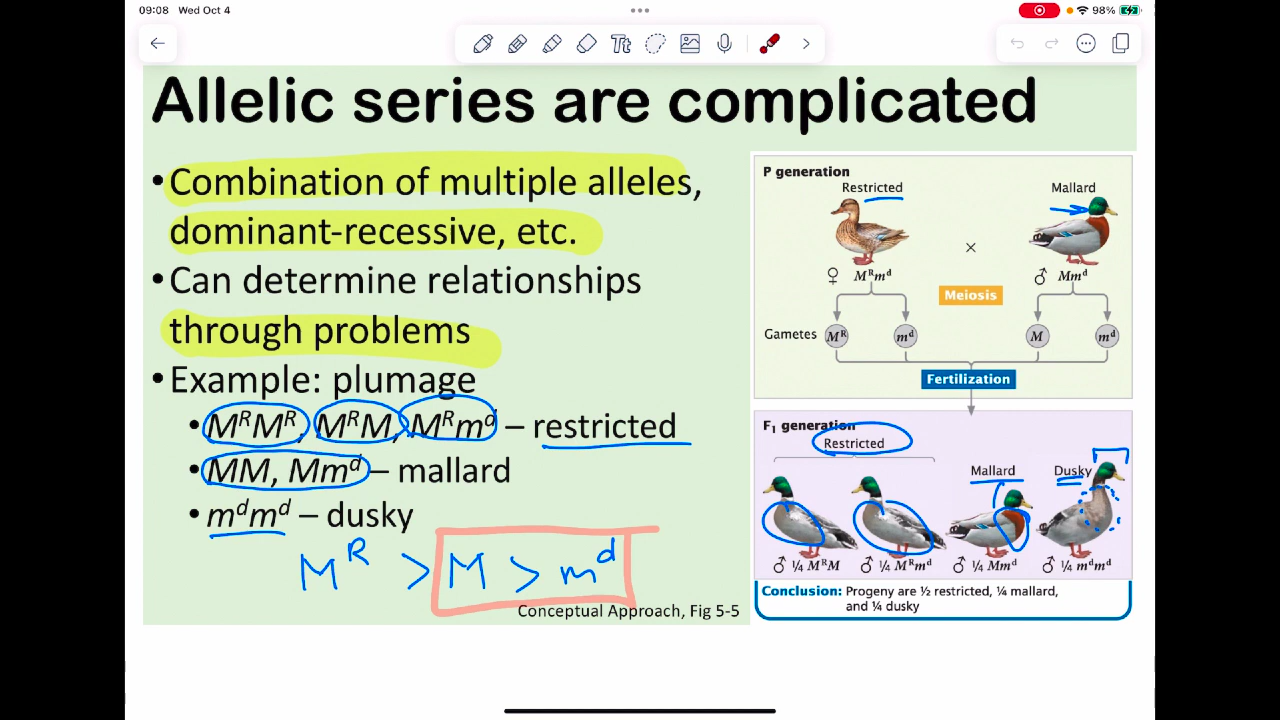 09:08 Wed Oct 4
98%
Tt
Allelic series are complicated
• Combination of multiple alleles,
dominant-recessive, etc.
• Can determine relationships
through problems
• Example: plumage
• MᴿMᴿ, MᴿM, Mᴿmᵈ – restricted
• MM, Mmᵈ – mallard
• mᵈmᵈ – dusky
Mᴿ > M > mᵈ
Conceptual Approach, Fig 5-5
P generation
Restricted Mallard
×
♀ Mᴿmᵈ ♂ Mmᵈ
Meiosis
Gametes Mᴿ mᵈ M mᵈ
Fertilization
F₁ generation
Restricted
Mallard Dusky
♂ ¼ MᴿM ♂ ¼ Mᴿmᵈ ♂ ¼ Mmᵈ ♂ ¼ mᵈmᵈ
Conclusion: Progeny are ½ restricted, ¼ mallard,
and ¼ dusky